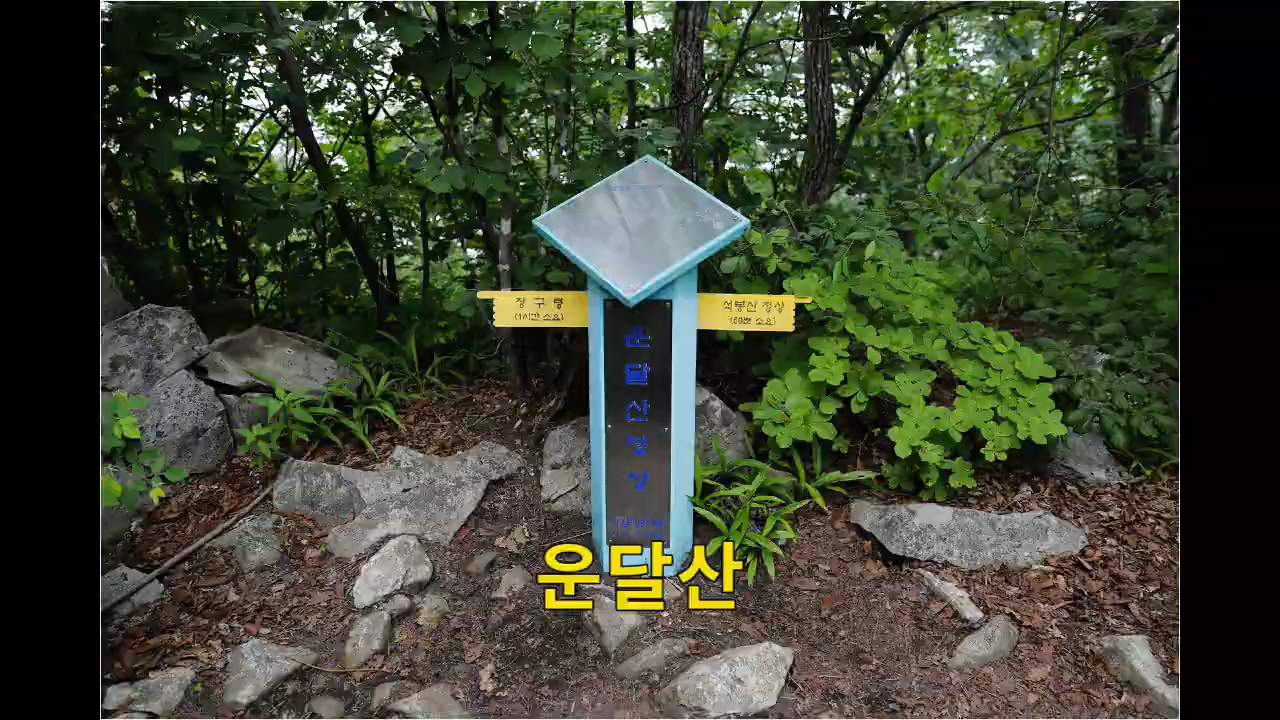 장구령
(1시간 소요)
석봉산 정상
(60분 소요)
운달산정상
운달산